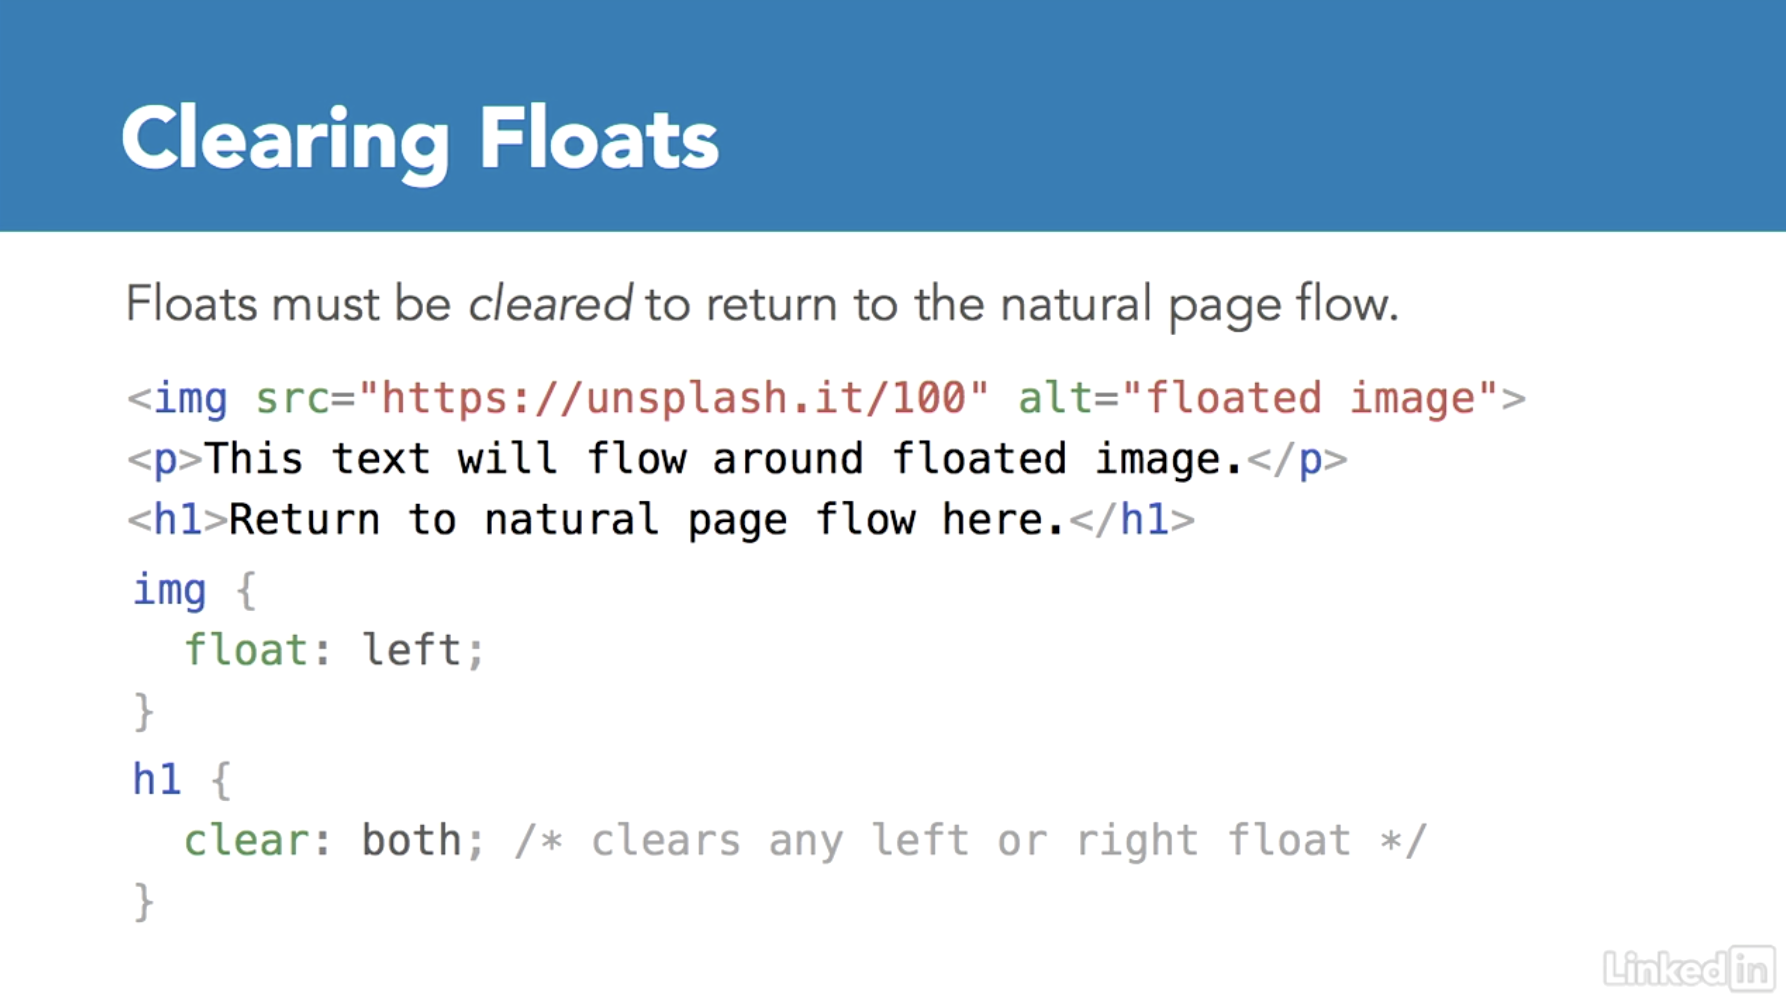 Clearing Floats
Floats must be cleared to return to the natural page flow.
<img src="https://unsplash.it/100" alt="floated image">
<p>This text will flow around floated image.</p>
<h1>Return to natural page flow here.</h1>
img {
  float: left;
}
h1 {
  clear: both; /* clears any left or right float */
}
Linked in